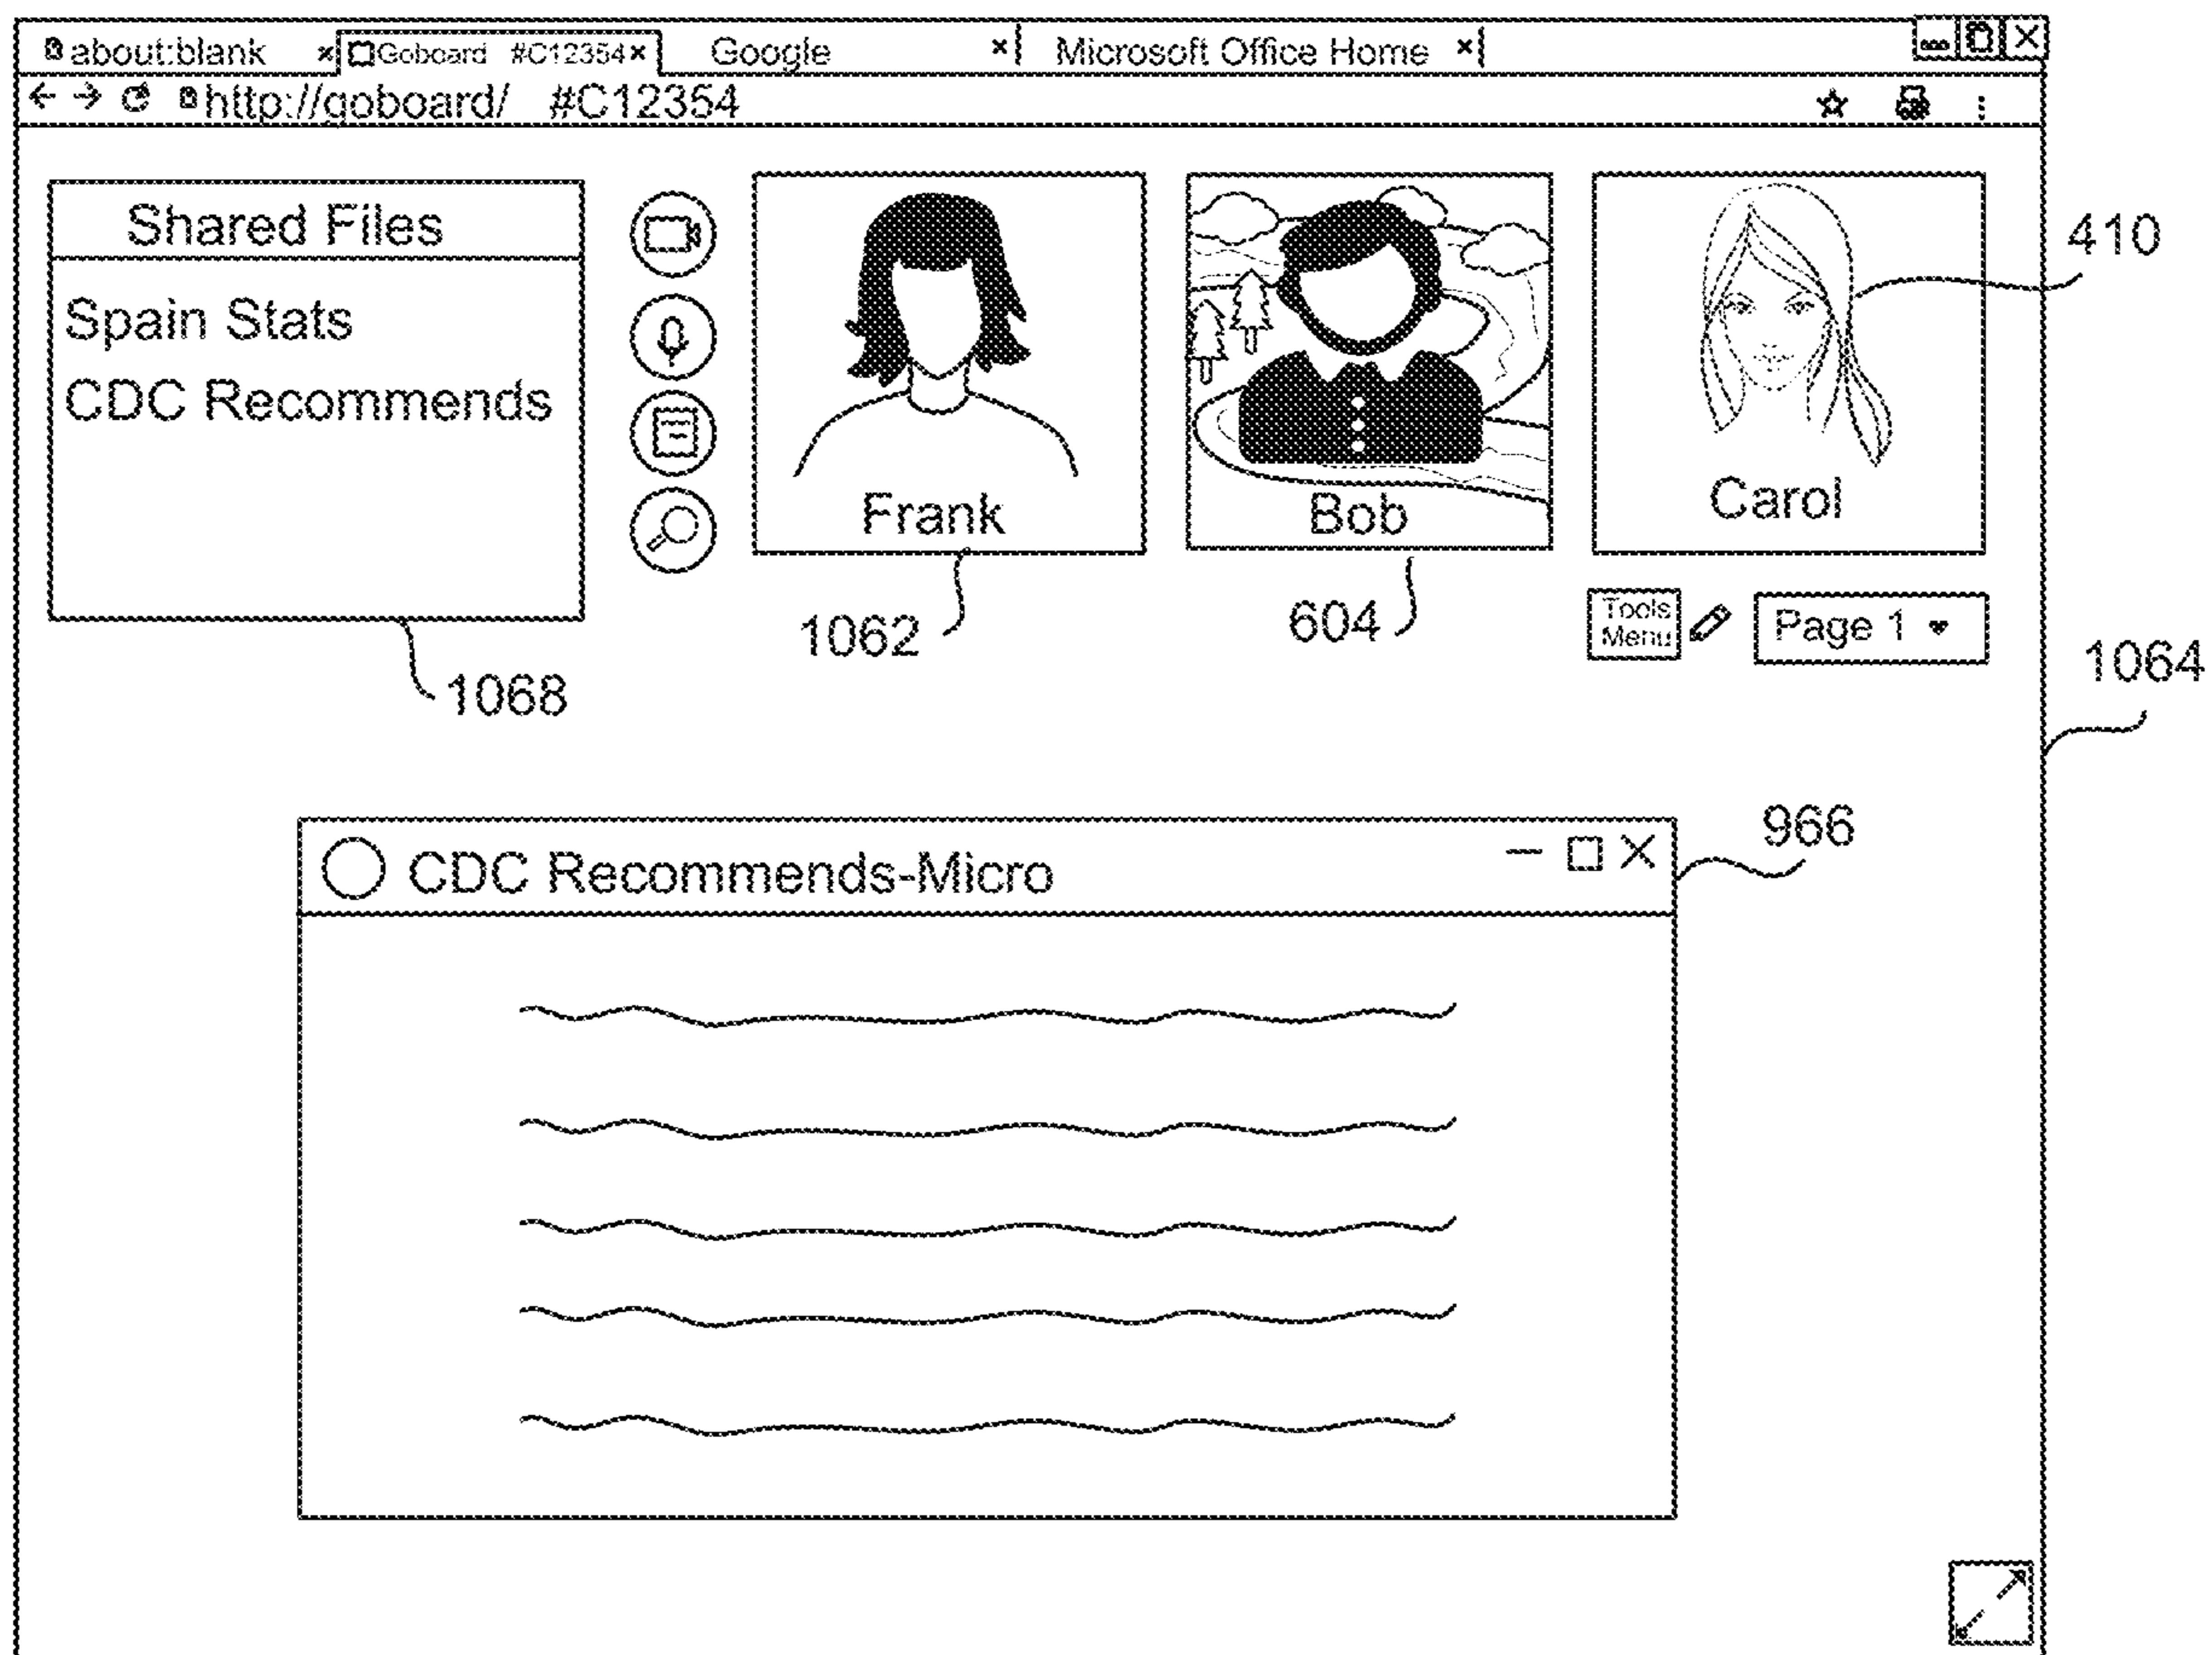 about:blank × Goboard #C12354× Google × Microsoft Office Home ×
http://goboard/ #C12354
Shared Files
Spain Stats
CDC Recommends
Frank
Bob
Carol
410
1062
604
Tools
Menu
Page 1
1068
1064
966
CDC Recommends-Micro